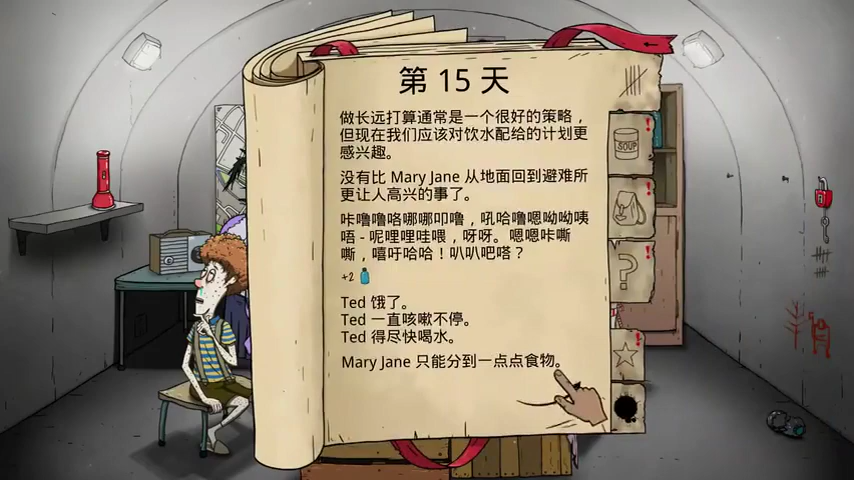 第 15 天
做长远打算通常是一个很好的策略，
但现在我们应该对饮水配给的计划更
感兴趣。
没有比 Mary Jane 从地面回到避难所
更让人高兴的事了。
咔噜噜咯哪哪叩噜，吼哈噜嗯呦呦咦
唔 - 呢哩哩哇喂，呀呀。嗯嗯咔嘶
嘶，嘻吁哈哈！叭叭吧嗒？
+2
Ted 饿了。
Ted 一直咳嗽不停。
Ted 得尽快喝水。
Mary Jane 只能分到一点点食物。
SOUP